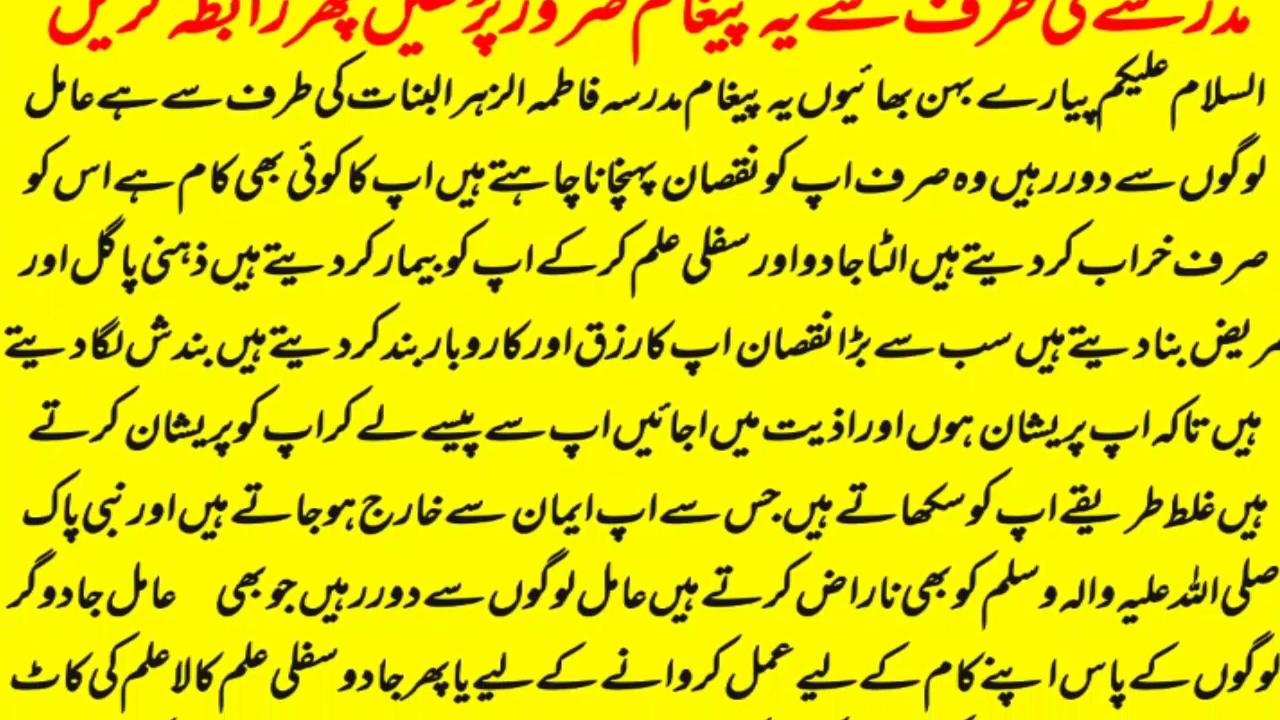 مدرسے کی طرف سے یہ پیغام ضرور پڑھیں پھر رابطہ کریں
السلام علیکم پیارے بہن بھائیوں یہ پیغام مدرسہ فاطمہ الزہرا البنات کی طرف سے ہے عامل
لوگوں سے دور رہیں وہ صرف اپ کو نقصان پہنچانا چاہتے ہیں اپ کا کوئی بھی کام ہے اس کو
صرف خراب کر دیتے ہیں الٹا جادو اور سفلی علم کر کے اپ کو بیمار کر دیتے ہیں ذہنی پاگل اور
مریض بنا دیتے ہیں سب سے بڑا نقصان اپ کا رزق اور کاروبار بند کر دیتے ہیں بندش لگا دیتے
ہیں تاکہ اپ پریشان ہوں اور اذیت میں اجائیں اپ سے پیسے لے کر اپ کو پریشان کرتے
ہیں غلط طریقے اپ کو سکھاتے ہیں جس سے اپ ایمان سے خارج ہو جاتے ہیں اور نبی پاک
صلی اللہ علیہ والہ وسلم کو بھی ناراض کرتے ہیں عامل لوگوں سے دور رہیں جو بھی عامل جادوگر
لوگوں کے پاس اپنے کام کے لیے عمل کروانے کے لیے یا پھر جادو سفلی علم کالا علم کی کاٹ